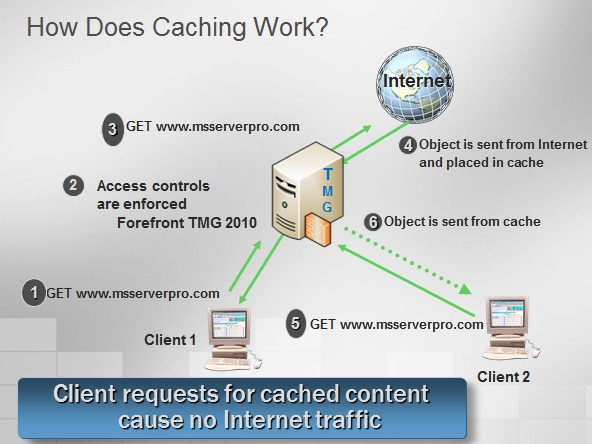 How Does Caching Work?
Internet
3 GET www.msserverpro.com
4 Object is sent from Internet
and placed in cache
T
M
G
2 Access controls
are enforced
Forefront TMG 2010
6 Object is sent from cache
1 GET www.msserverpro.com
5 GET www.msserverpro.com
Client 1
Client 2
Client requests for cached content
cause no Internet traffic